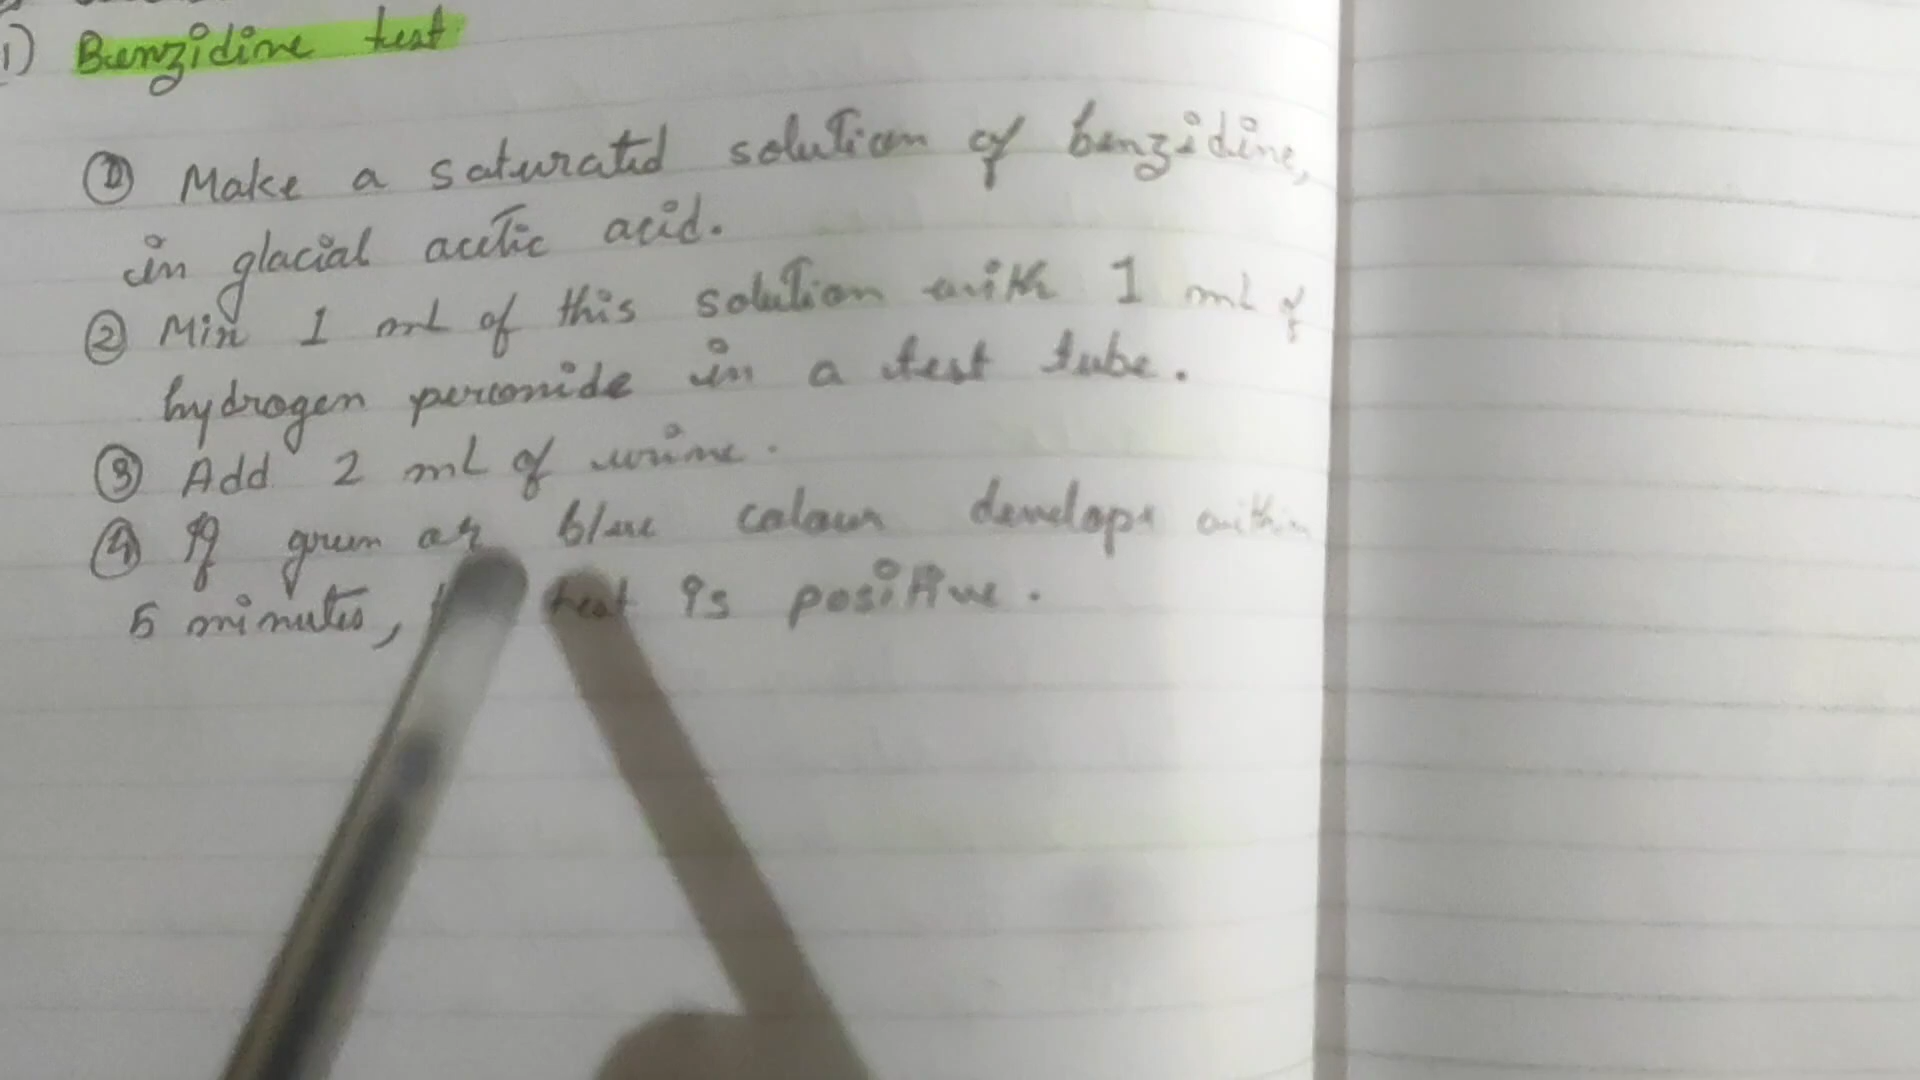 1) Benzidine test
① Make a saturated solution of benzidine,
in glacial acetic acid.
② Mix 1 ml of this solution with 1 ml of
hydrogen peroxide in a test tube.
③ Add 2 mL of urine.
④ If green or blue colour develops within
5 minutes, test is positive.